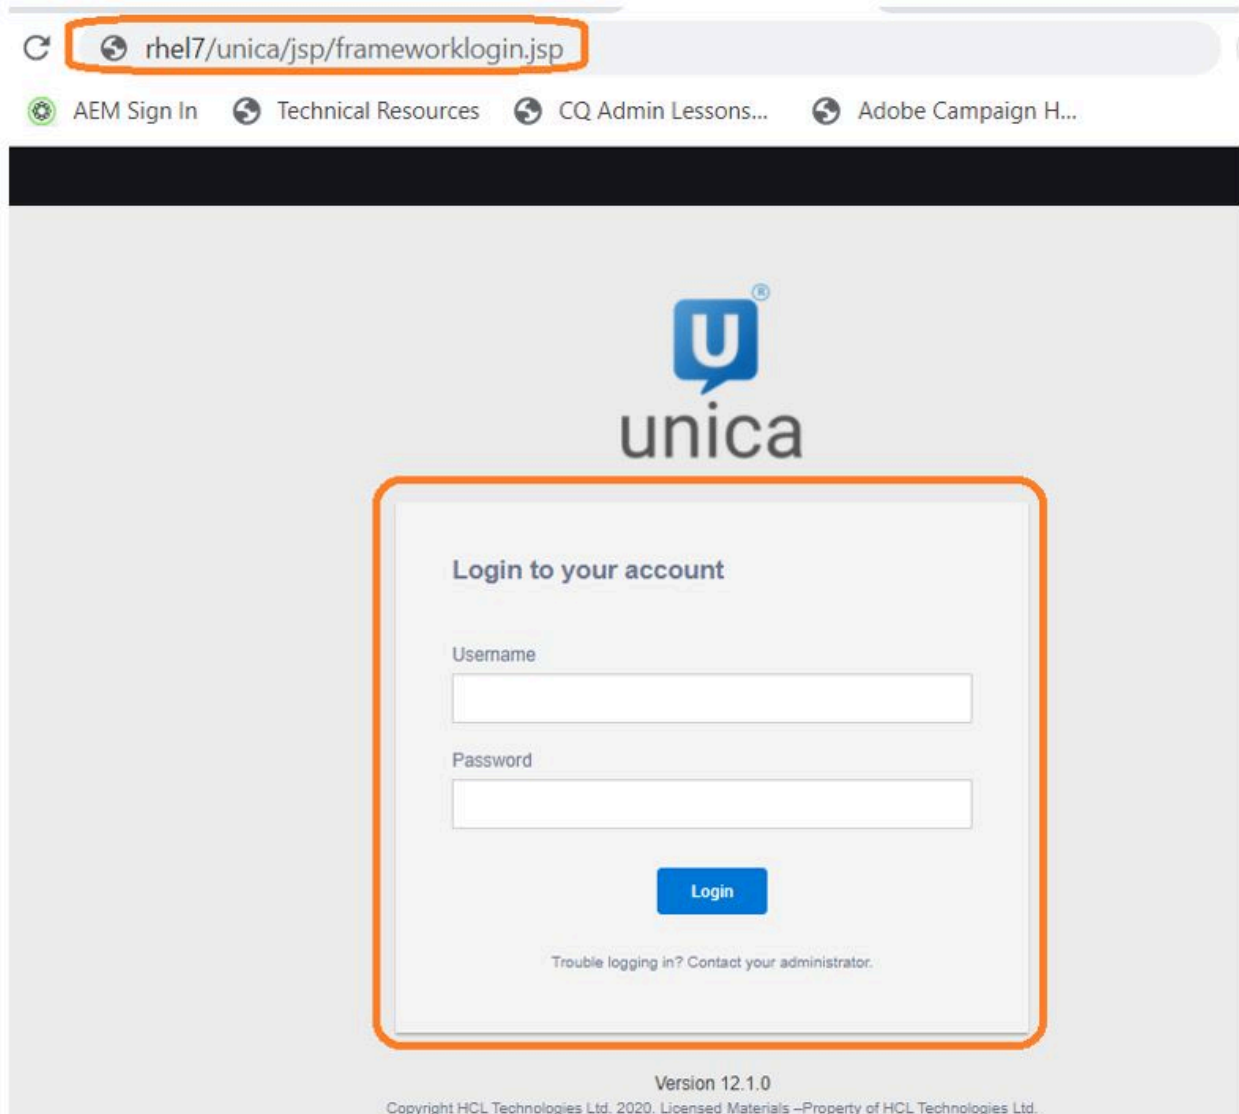 rhel7/unica/jsp/frameworklogin.jsp
AEM Sign In Technical Resources CQ Admin Lessons... Adobe Campaign H...
U®
unica
Login to your account
Username
Password
Login
Trouble logging in? Contact your administrator.
Version 12.1.0
Copyright HCL Technologies Ltd. 2020. Licensed Materials –Property of HCL Technologies Ltd.